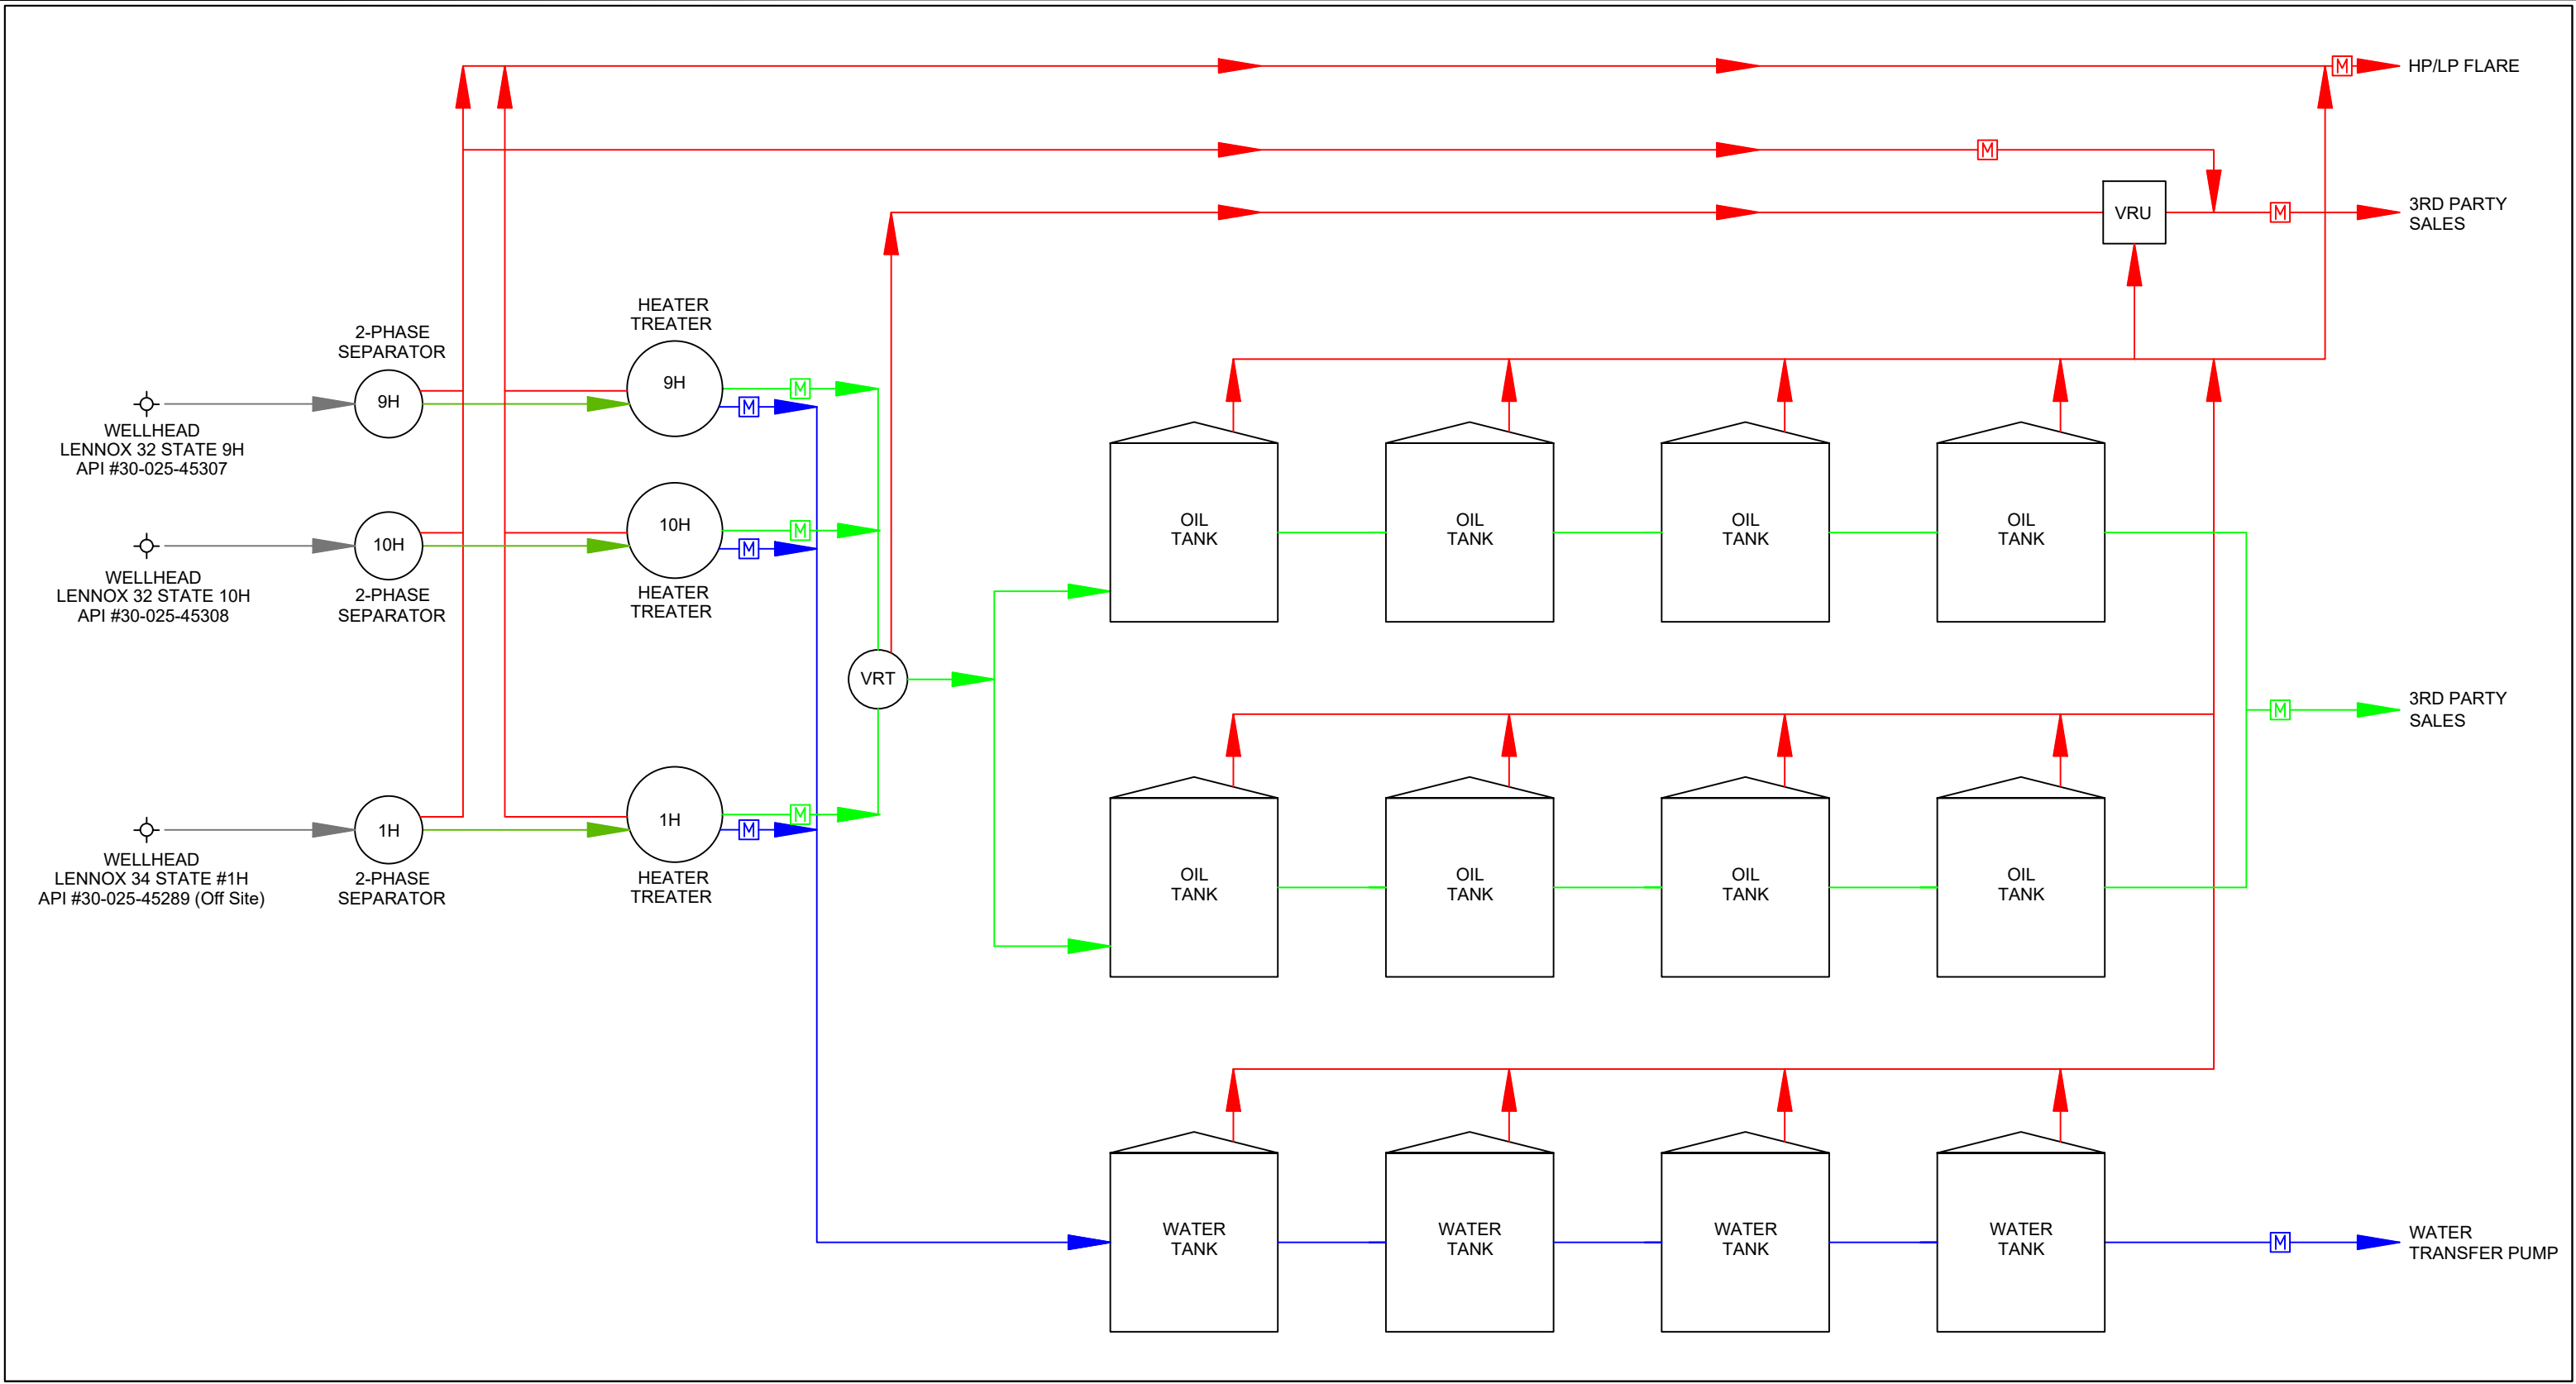 M
HP/LP FLARE
M
3RD PARTY
SALES
VRU
M
HEATER
TREATER
2-PHASE
SEPARATOR
9H
M
9H
M
WELLHEAD
LENNOX 32 STATE 9H
API #30-025-45307
10H
M
10H
M
WELLHEAD
LENNOX 32 STATE 10H
API #30-025-45308
2-PHASE
SEPARATOR
HEATER
TREATER
OIL
TANK
OIL
TANK
OIL
TANK
OIL
TANK
VRT
3RD PARTY
SALES
M
1H
M
1H
M
WELLHEAD
LENNOX 34 STATE #1H
API #30-025-45289 (Off Site)
2-PHASE
SEPARATOR
HEATER
TREATER
OIL
TANK
OIL
TANK
OIL
TANK
OIL
TANK
WATER
TANK
WATER
TANK
WATER
TANK
WATER
TANK
M
WATER
TRANSFER PUMP